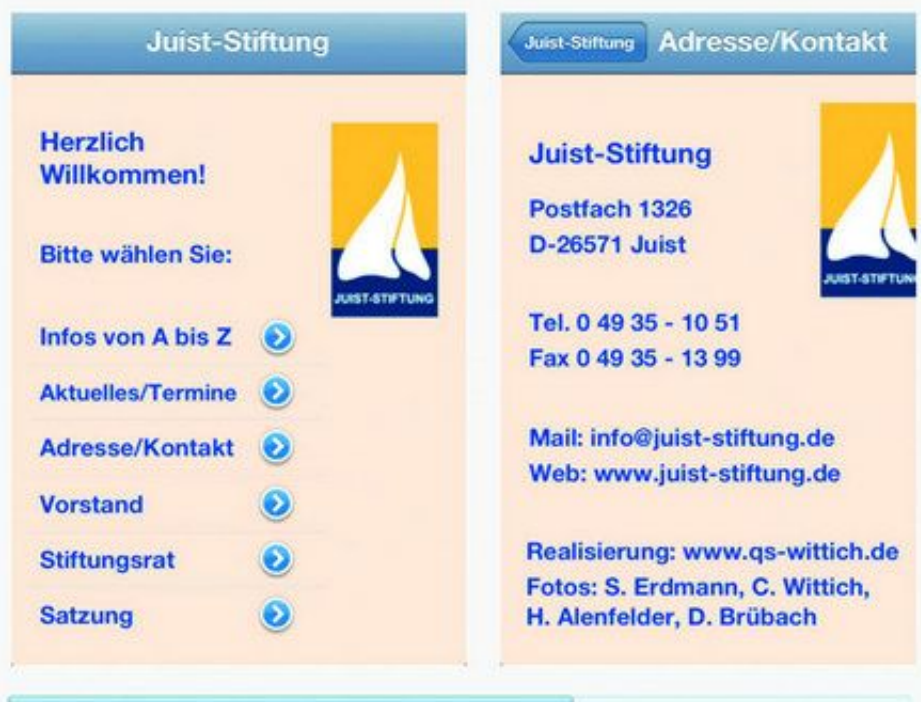 Juist-Stiftung
Herzlich
Willkommen!
Bitte wählen Sie:
JUIST-STIFTUNG
Infos von A bis Z
Aktuelles/Termine
Adresse/Kontakt
Vorstand
Stiftungsrat
Satzung
Juist-Stiftung Adresse/Kontakt
Juist-Stiftung
Postfach 1326
D-26571 Juist
JUIST-STIFTUN
Tel. 0 49 35 - 10 51
Fax 0 49 35 - 13 99
Mail: info@juist-stiftung.de
Web: www.juist-stiftung.de
Realisierung: www.qs-wittich.de
Fotos: S. Erdmann, C. Wittich,
H. Alenfelder, D. Brübach